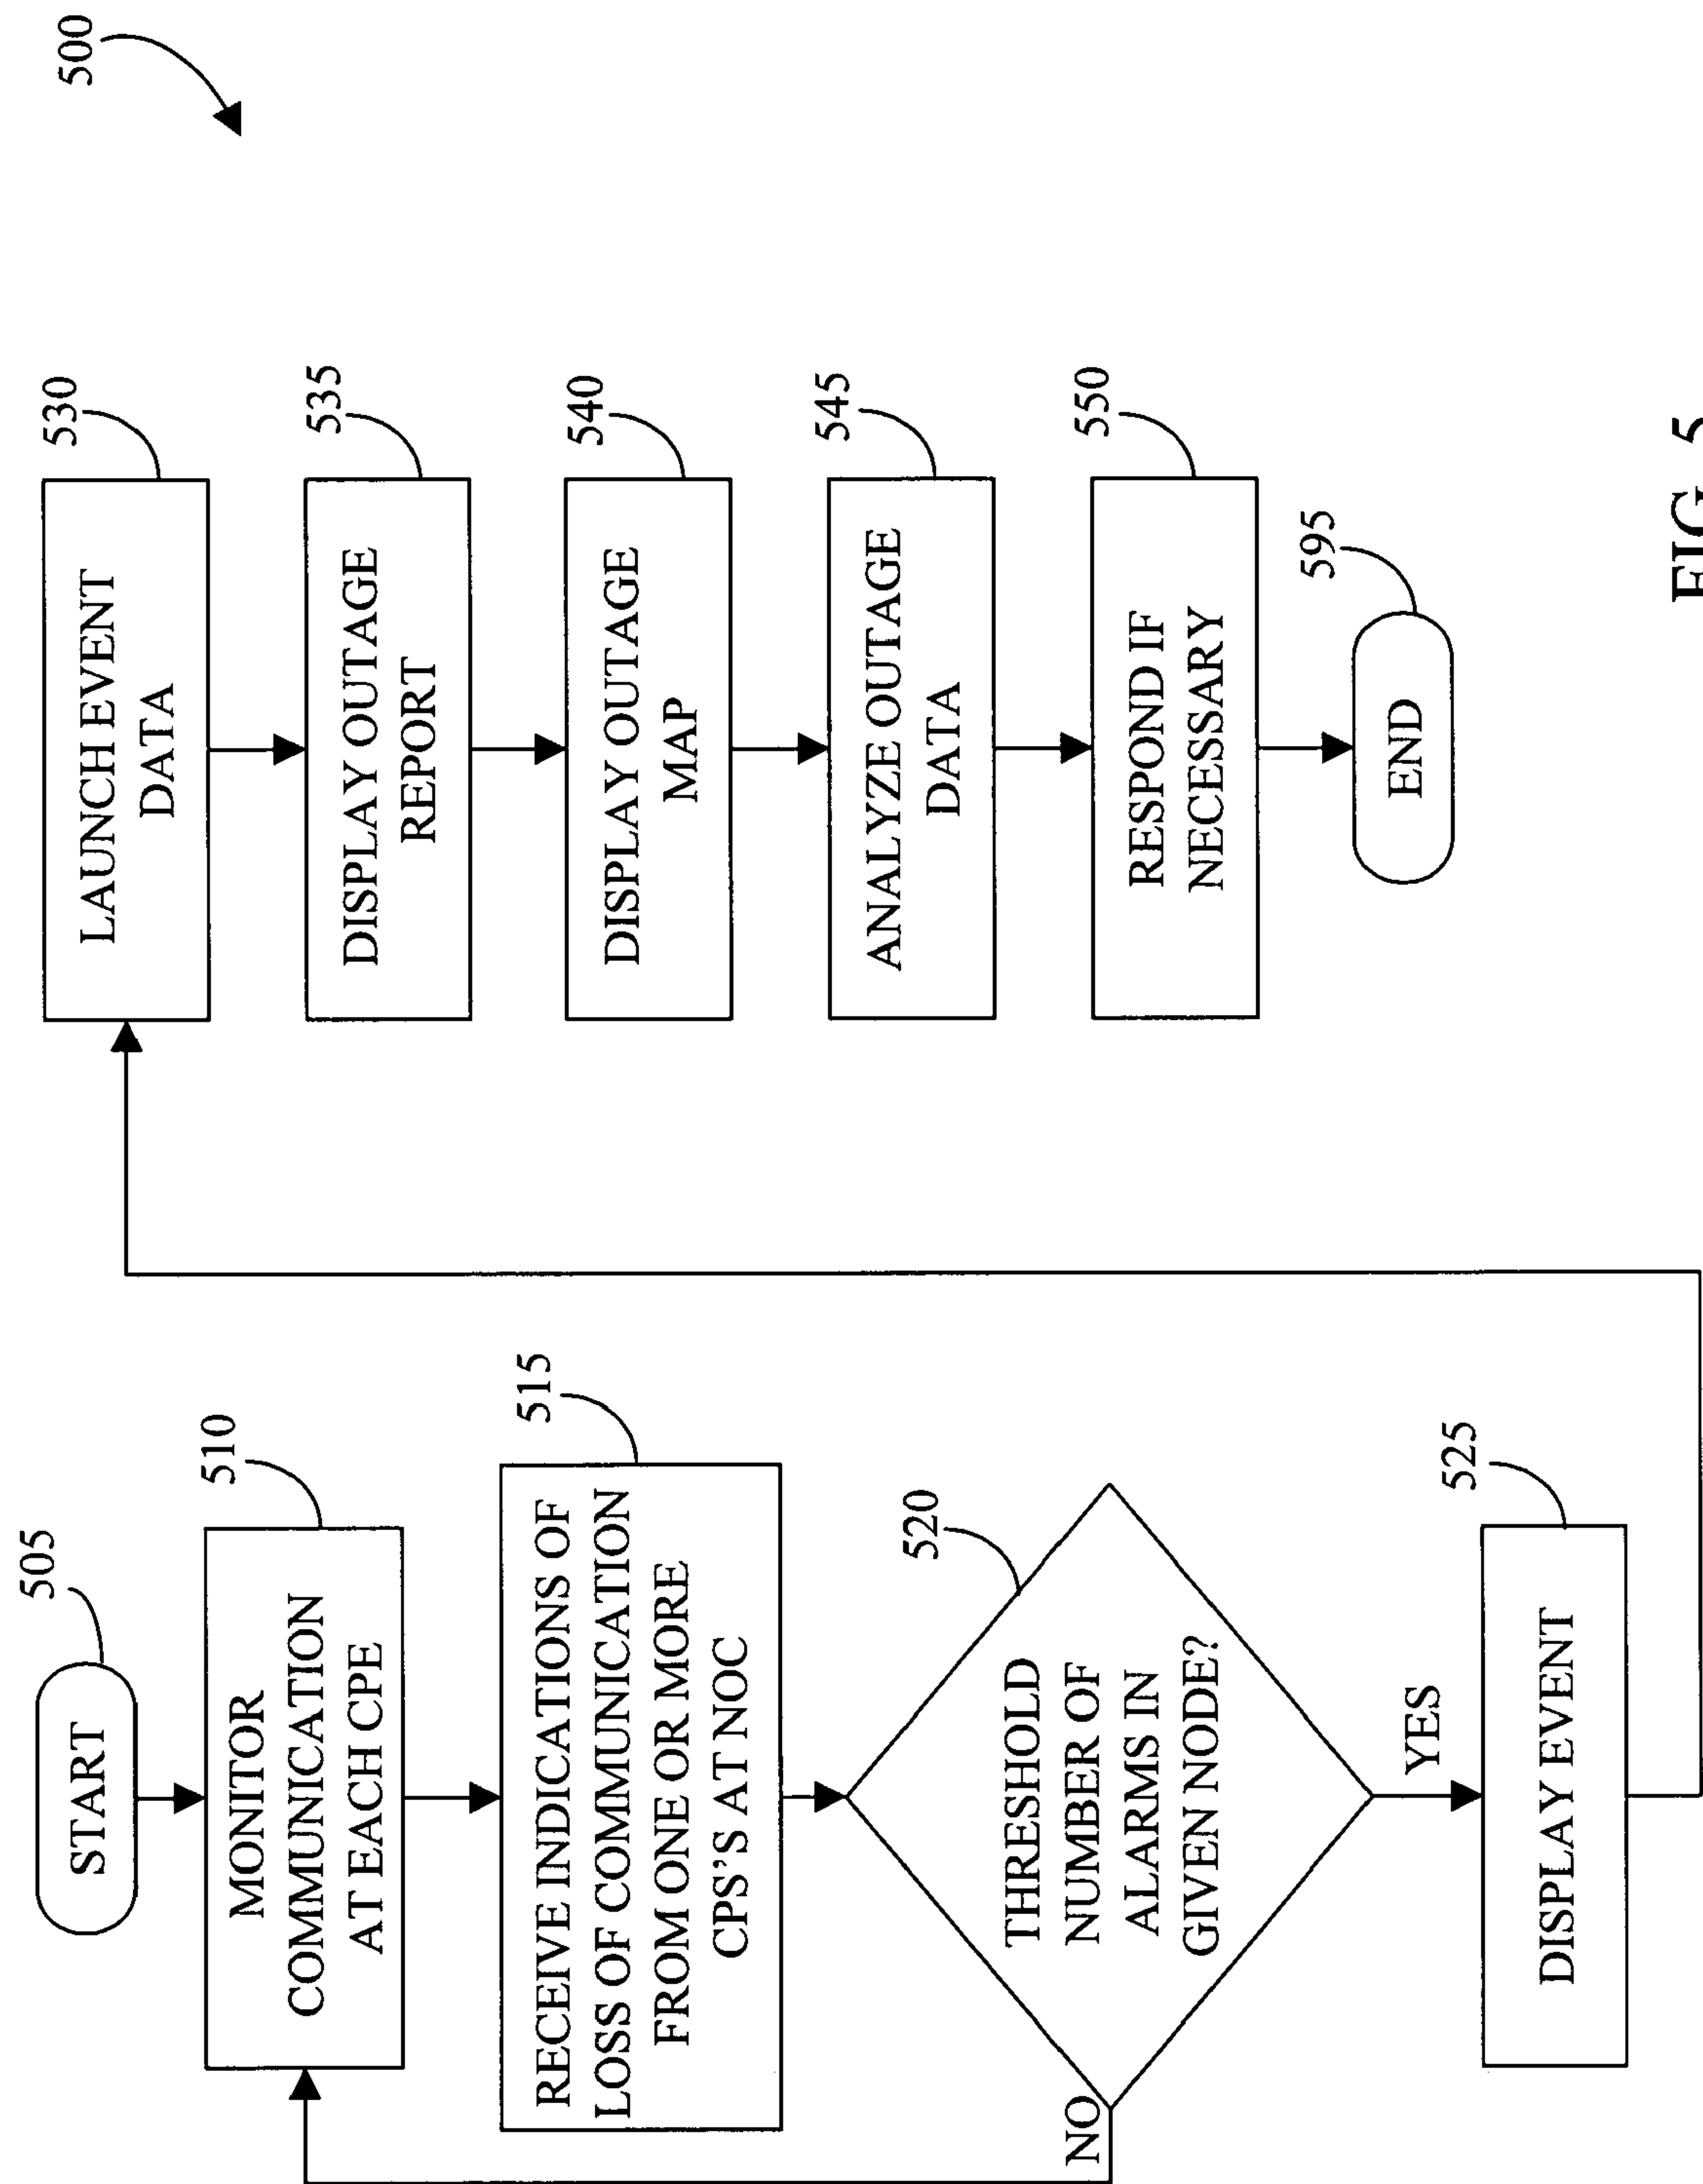 500
505
START
510
MONITOR
COMMUNICATION
AT EACH CPE
515
RECEIVE INDICATIONS OF
LOSS OF COMMUNICATION
FROM ONE OR MORE
CPS'S AT NOC
520
THRESHOLD
NUMBER OF
ALARMS IN
GIVEN NODE?
NO
YES
525
DISPLAY EVENT
530
LAUNCH EVENT
DATA
535
DISPLAY OUTAGE
REPORT
540
DISPLAY OUTAGE
MAP
545
ANALYZE OUTAGE
DATA
550
RESPOND IF
NECESSARY
595
END
FIG. 5